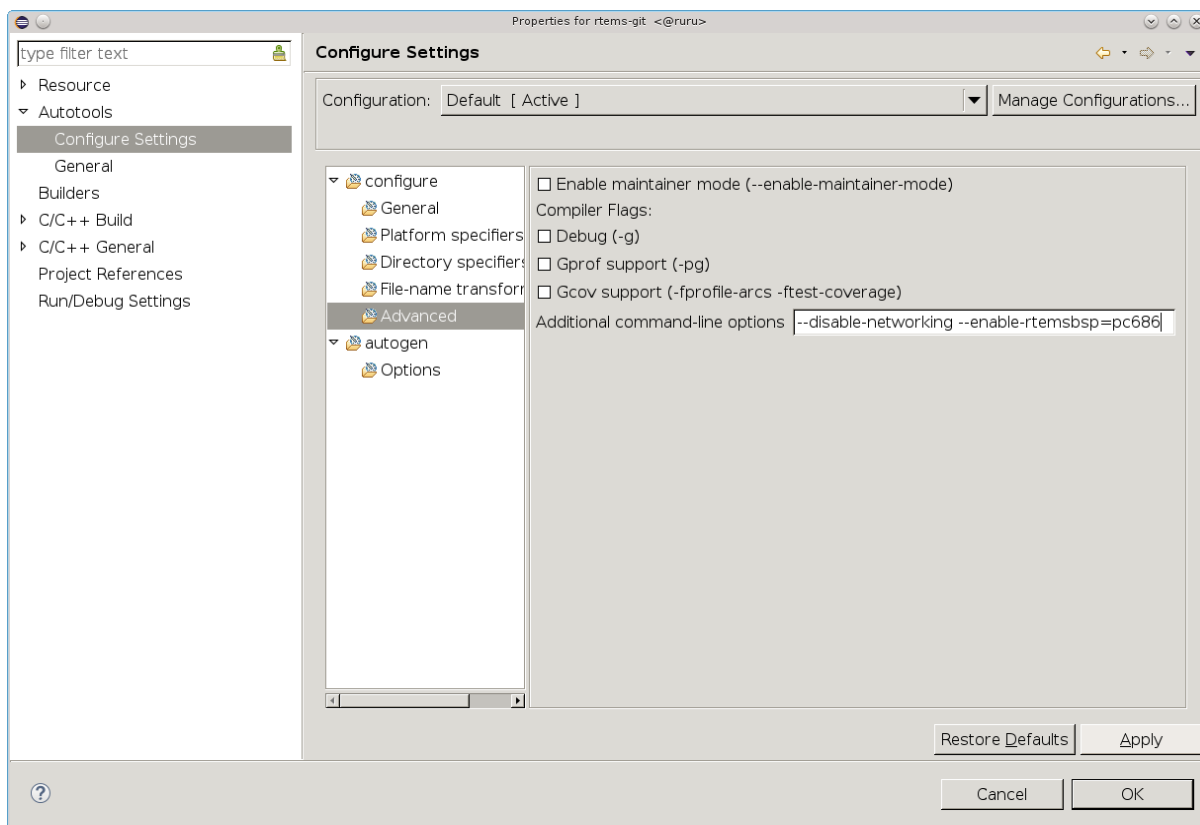 Properties for rtems-git <@ruru>
type filter text
Resource
Autotools
Configure Settings
General
Builders
C/C++ Build
C/C++ General
Project References
Run/Debug Settings
Configure Settings
Configuration: Default [ Active ] Manage Configurations...
configure
General
Platform specifiers
Directory specifiers
File-name transform
Advanced
autogen
Options
Enable maintainer mode (--enable-maintainer-mode)
Compiler Flags:
Debug (-g)
Gprof support (-pg)
Gcov support (-fprofile-arcs -ftest-coverage)
Additional command-line options --disable-networking --enable-rtemsbsp=pc686
Restore Defaults Apply
? Cancel OK